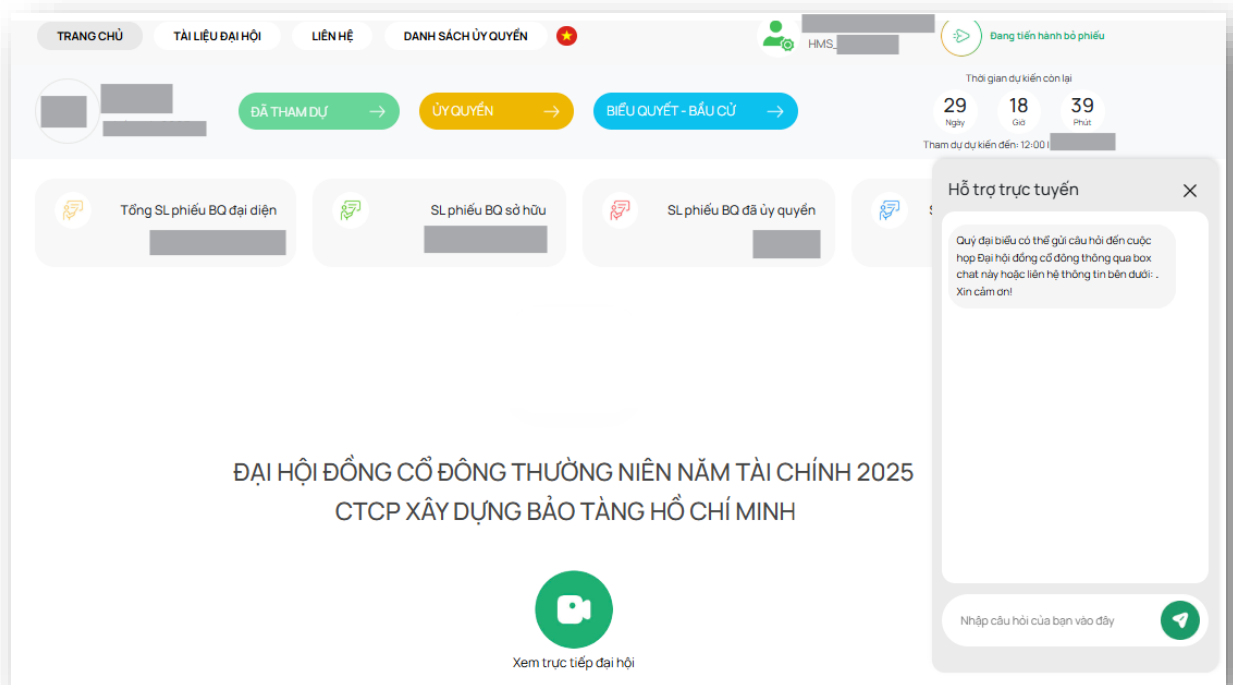 TRANG CHỦ
TÀI LIỆU ĐẠI HỘI
LIÊN HỆ
DANH SÁCH ỦY QUYỀN
HMS_
Đang tiến hành bỏ phiếu
ĐÃ THAM DỰ
ỦY QUYỀN
BIỂU QUYẾT - BẦU CỬ
Thời gian dự kiến còn lại
29 18 39
Ngày Giờ Phút
Tham dự dự kiến đến: 12:00
Tổng SL phiếu BQ đại diện
SL phiếu BQ sở hữu
SL phiếu BQ đã ủy quyền
Hỗ trợ trực tuyến
Quý đại biểu có thể gửi câu hỏi đến cuộc
họp Đại hội đồng cổ đông thông qua box
chat này hoặc liên hệ thông tin bên dưới: .
Xin cảm ơn!
ĐẠI HỘI ĐỒNG CỔ ĐÔNG THƯỜNG NIÊN NĂM TÀI CHÍNH 2025
CTCP XÂY DỰNG BẢO TÀNG HỒ CHÍ MINH
Xem trực tiếp đại hội
Nhập câu hỏi của bạn vào đây